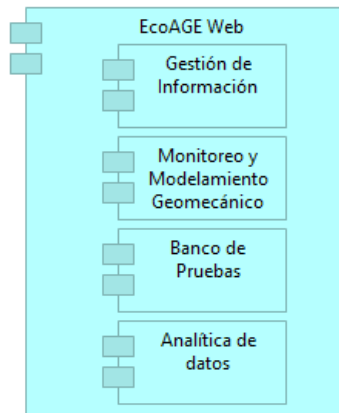 EcoAGE Web
Gestión de
Información
Monitoreo y
Modelamiento
Geomecánico
Banco de
Pruebas
Analítica de
datos